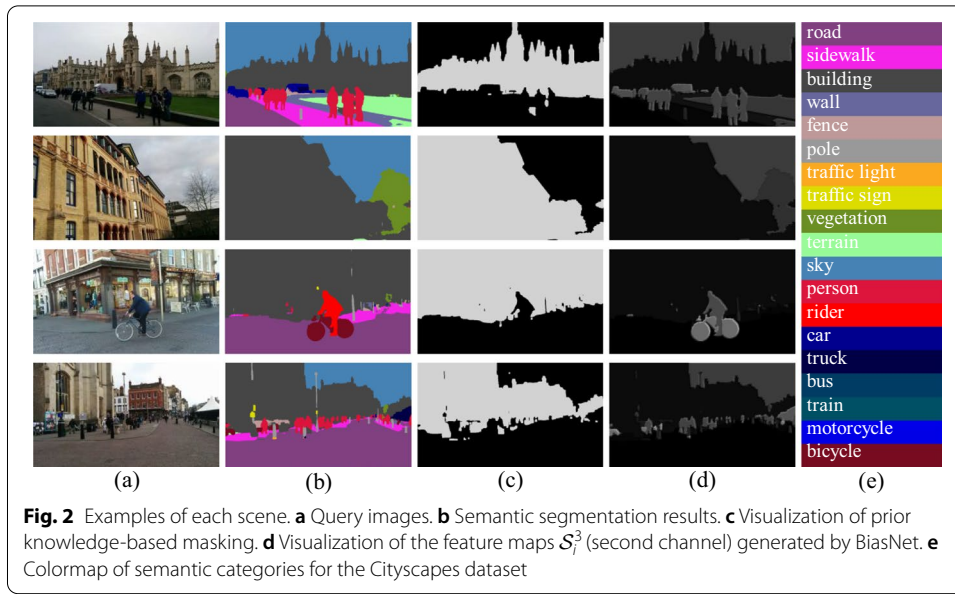 road
sidewalk
building
wall
fence
pole
traffic light
traffic sign
vegetation
terrain
sky
person
rider
car
truck
bus
train
motorcycle
bicycle
(a) (b) (c) (d) (e)
Fig. 2 Examples of each scene. a Query images. b Semantic segmentation results. c Visualization of prior
knowledge-based masking. d Visualization of the feature maps 𝒮ᵢ³ (second channel) generated by BiasNet. e
Colormap of semantic categories for the Cityscapes dataset